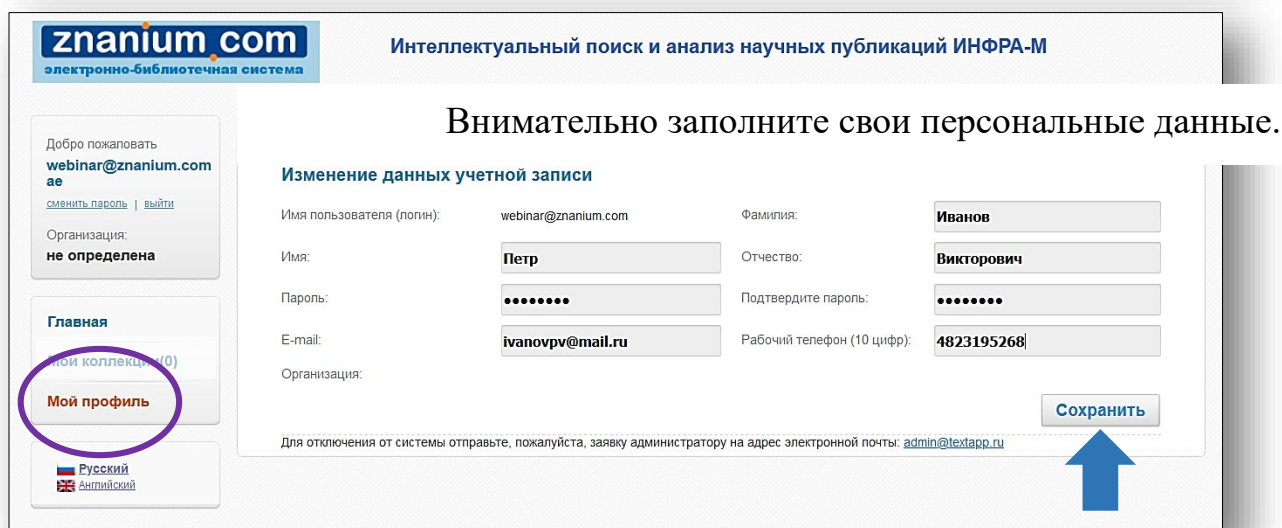 znanium.com
электронно-библиотечная система
Интеллектуальный поиск и анализ научных публикаций ИНФРА-М
Внимательно заполните свои персональные данные.
Добро пожаловать
webinar@znanium.com
ae
сменить пароль | выйти
Организация:
не определена
Главная
Мои коллекции(0)
Мой профиль
Русский
Английский
Изменение данных учетной записи
Имя пользователя (логин): webinar@znanium.com Фамилия: Иванов
Имя: Петр Отчество: Викторович
Пароль: •••••••• Подтвердите пароль: ••••••••
E-mail: ivanovpv@mail.ru Рабочий телефон (10 цифр): 4823195268
Организация:
Сохранить
Для отключения от системы отправьте, пожалуйста, заявку администратору на адрес электронной почты: admin@textapp.ru